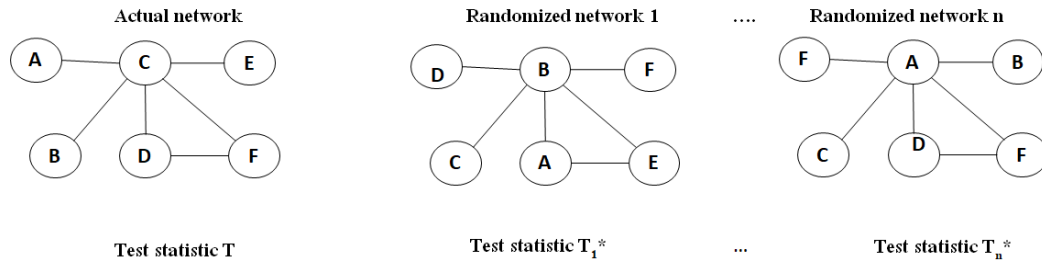 Actual network
Randomized network 1
....
Randomized network n
A C E
D B F
F A B
B D F
C A E
C D F
Test statistic T
Test statistic T₁*
...
Test statistic Tₙ*